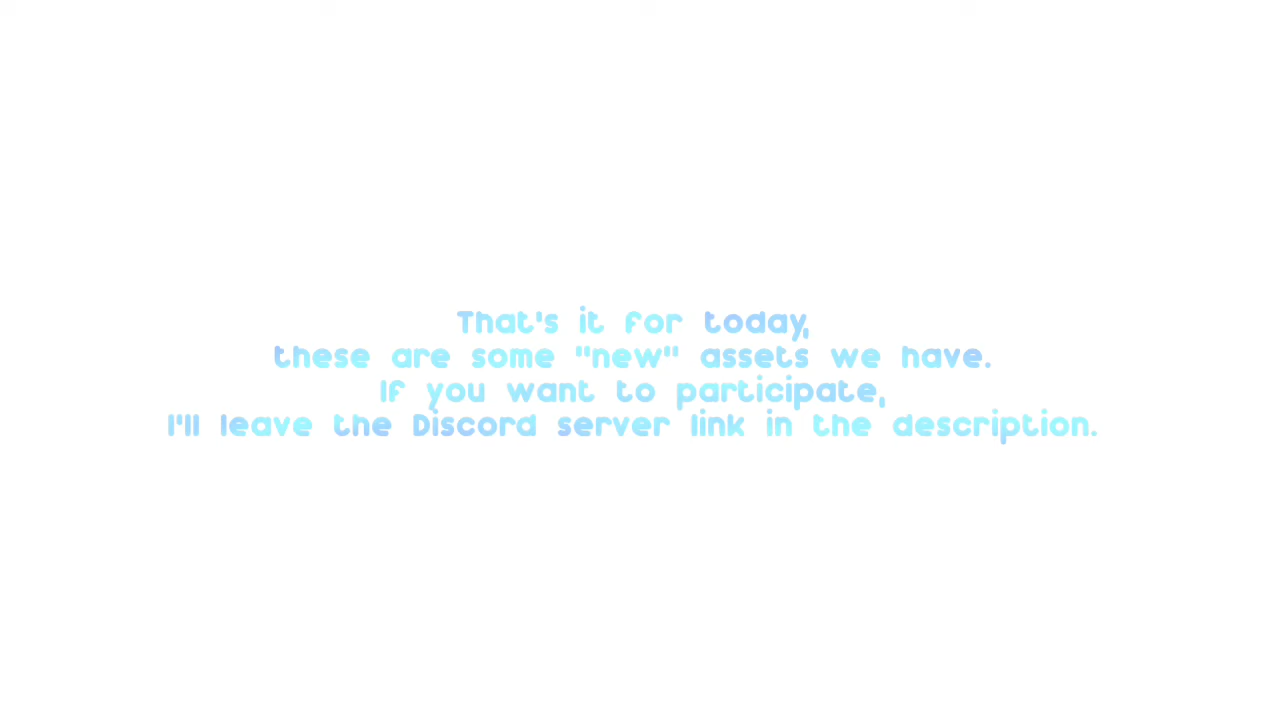 That's it for today,
these are some "new" assets we have.
If you want to participate,
I'll leave the Discord server link in the description.